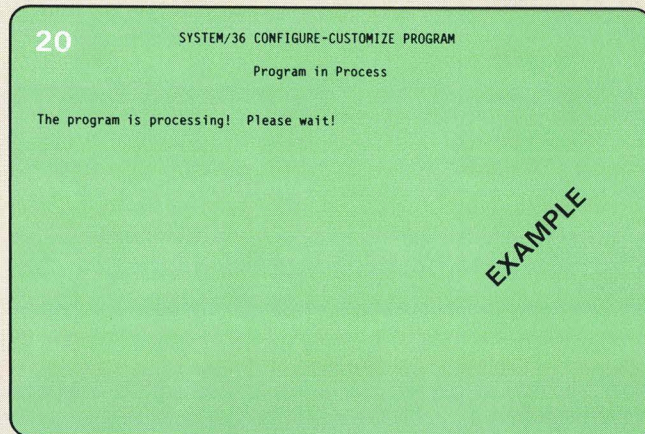 20
SYSTEM/36 CONFIGURE-CUSTOMIZE PROGRAM
Program in Process
The program is processing! Please wait!
EXAMPLE